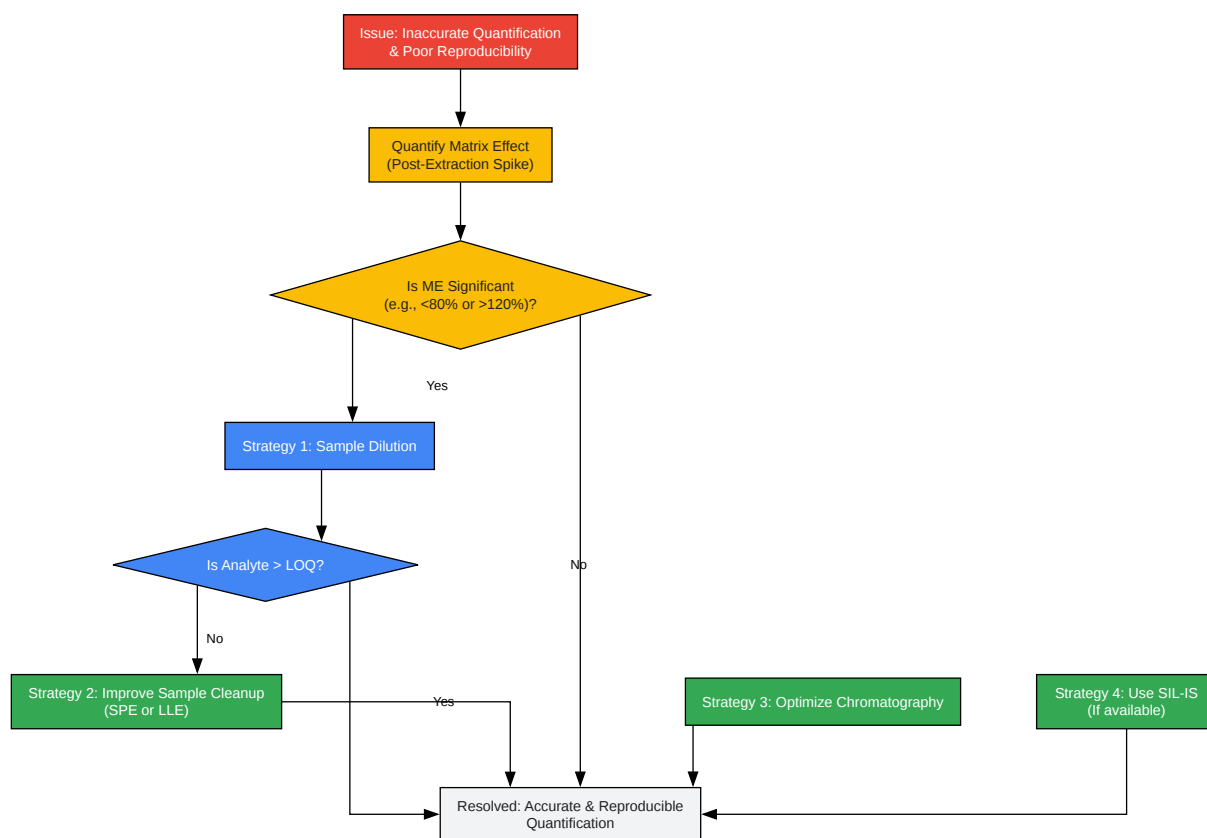 Issue: Inaccurate Quantification
& Poor Reproducibility
Quantify Matrix Effect
(Post-Extraction Spike)
Is ME Significant
(e.g., <80% or >120%)?
Yes
Strategy 1: Sample Dilution
Is Analyte > LOQ?
No
No
Strategy 2: Improve Sample Cleanup
(SPE or LLE)
Yes
Strategy 3: Optimize Chromatography
Strategy 4: Use SIL-IS
(If available)
Resolved: Accurate & Reproducible
Quantification